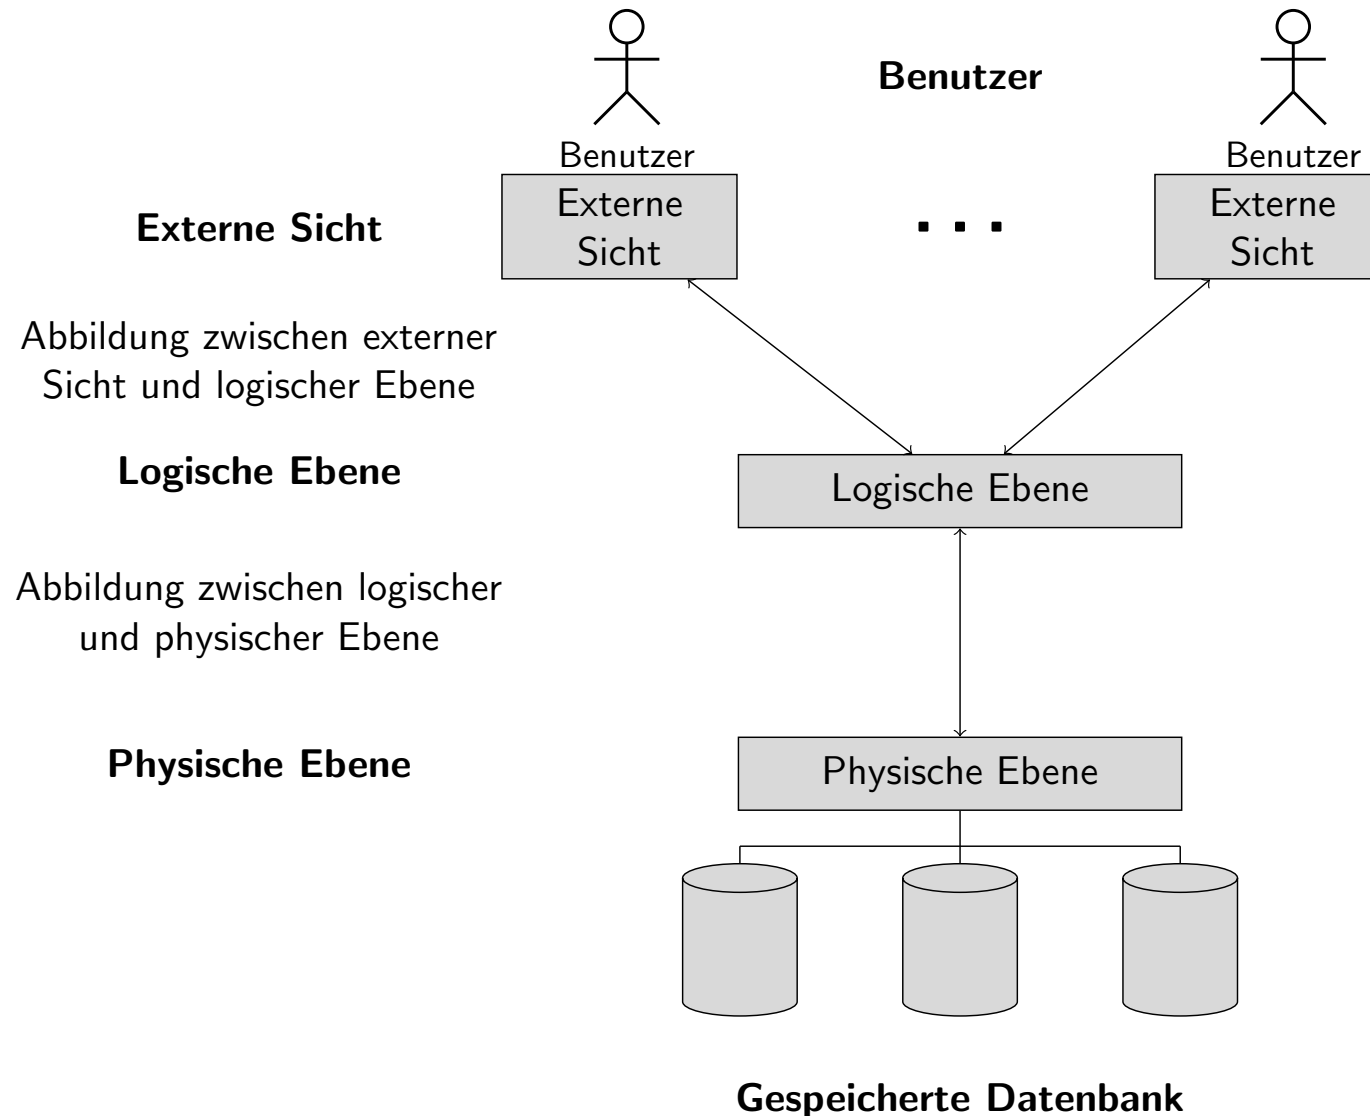 Benutzer
Benutzer
Benutzer
Externe Sicht
Externe
Sicht
. . .
Externe
Sicht
Abbildung zwischen externer
Sicht und logischer Ebene
Logische Ebene
Logische Ebene
Abbildung zwischen logischer
und physischer Ebene
Physische Ebene
Physische Ebene
Gespeicherte Datenbank